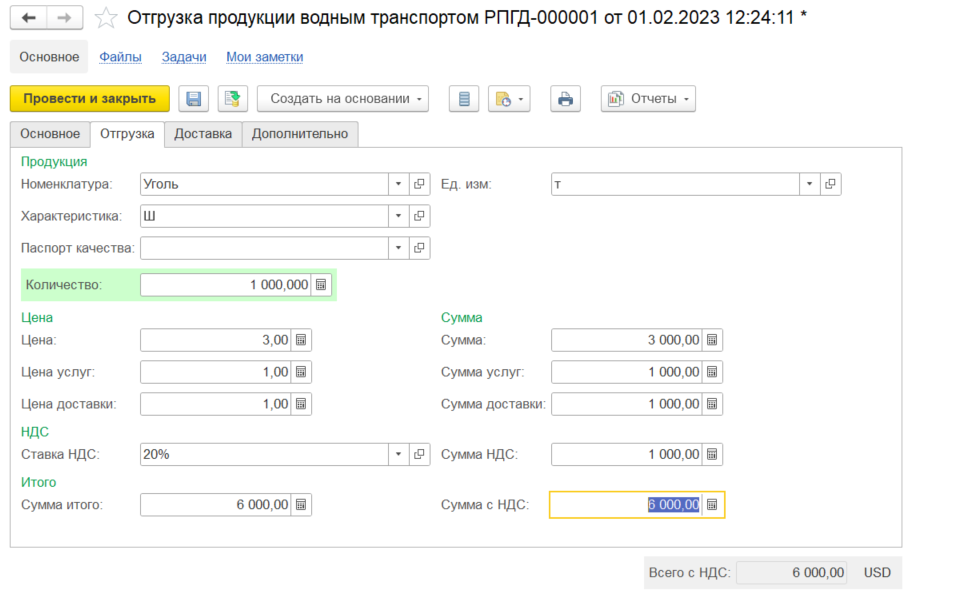 Отгрузка продукции водным транспортом РПГД-000001 от 01.02.2023 12:24:11 *
Основное Файлы Задачи Мои заметки
Провести и закрыть Создать на основании Отчеты
Основное Отгрузка Доставка Дополнительно
Продукция
Номенклатура: Уголь Ед. изм: т
Характеристика: Ш
Паспорт качества:
Количество: 1 000,000
Цена Сумма
Цена: 3,00 Сумма: 3 000,00
Цена услуг: 1,00 Сумма услуг: 1 000,00
Цена доставки: 1,00 Сумма доставки: 1 000,00
НДС
Ставка НДС: 20% Сумма НДС: 1 000,00
Итого
Сумма итого: 6 000,00 Сумма с НДС: 6 000,00
Всего с НДС: 6 000,00 USD